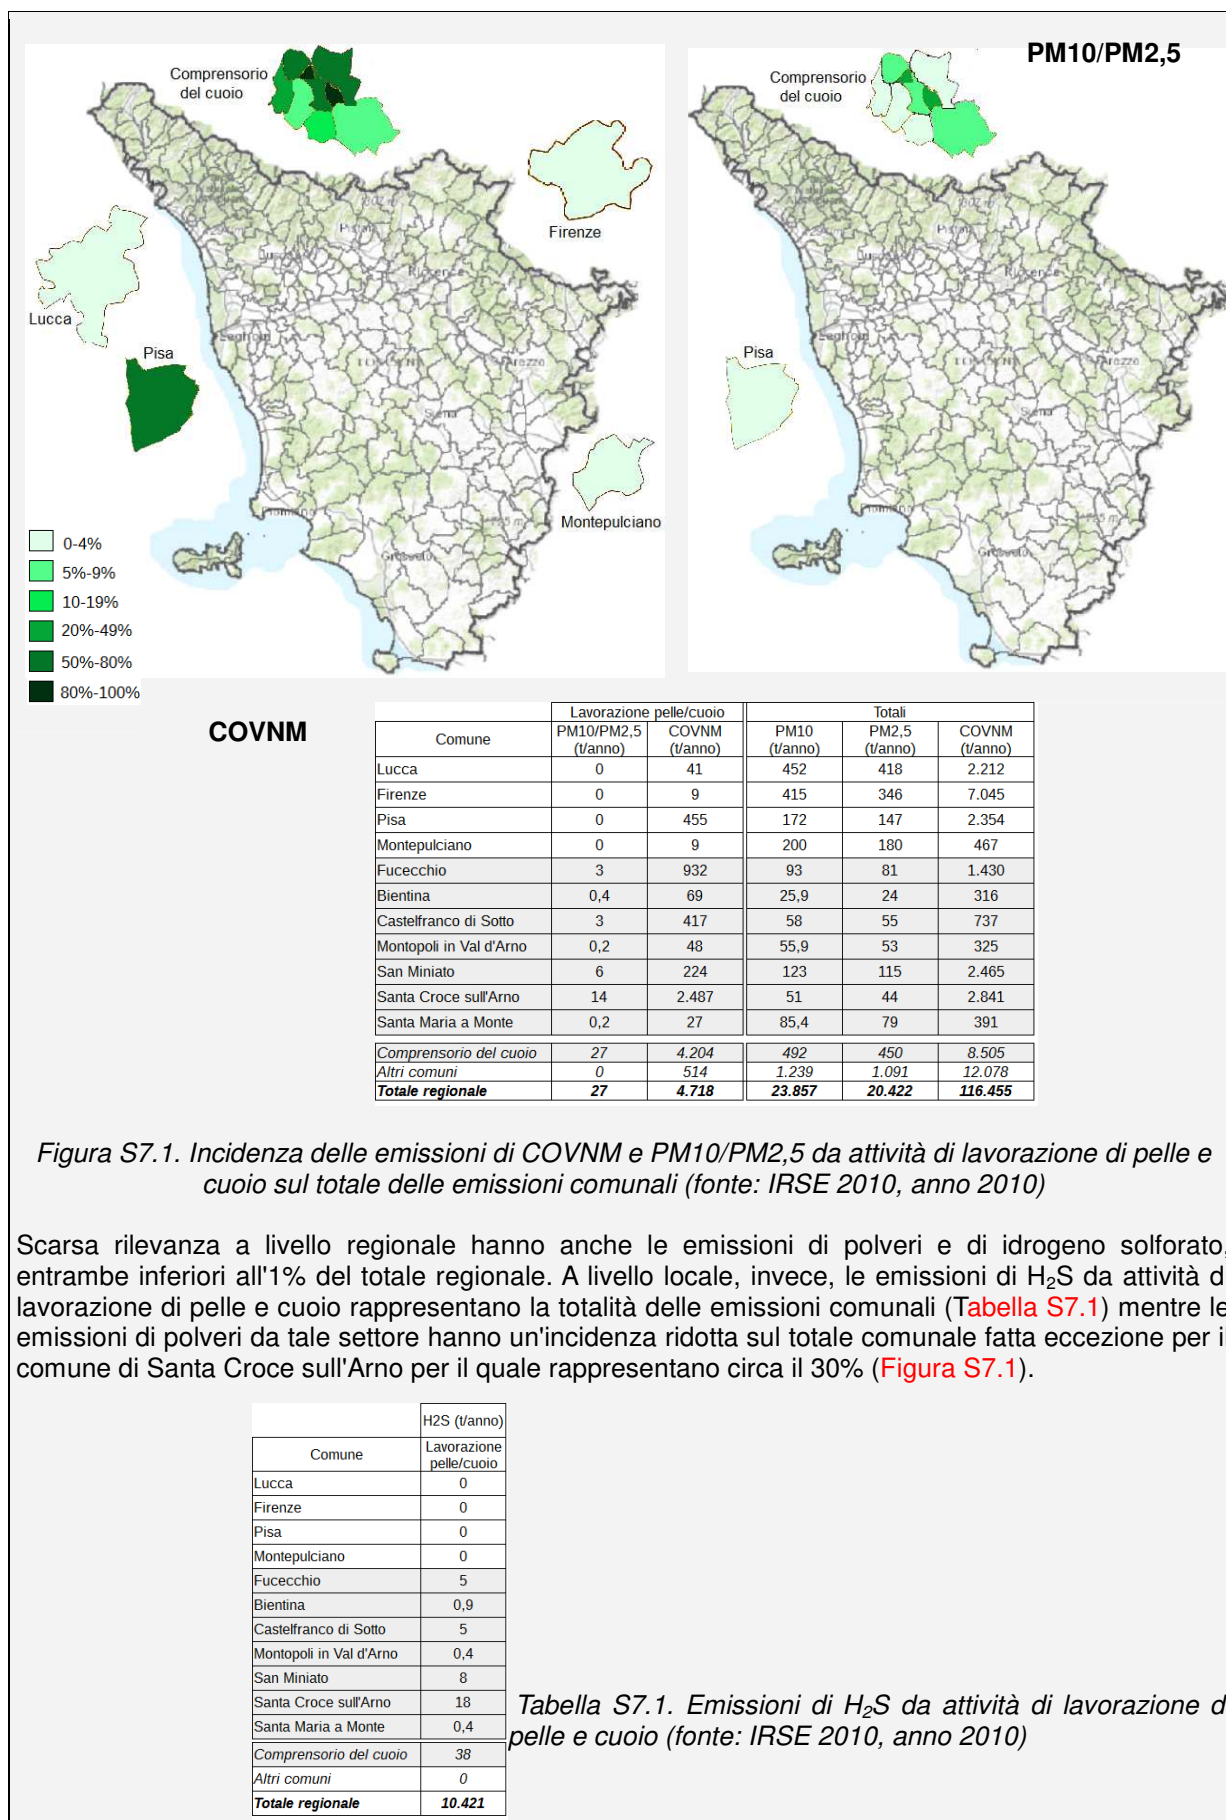 PM10/PM2,5
Comprensorio
del cuoio
Firenze
Lucca
Pisa
Montepulciano
0-4%
5%-9%
10-19%
20%-49%
50%-80%
80%-100%
Comprensorio
del cuoio
Pisa
COVNM
Lavorazione pelle/cuoio Totali
Comune PM10/PM2,5 (t/anno) COVNM (t/anno) PM10 (t/anno) PM2,5 (t/anno) COVNM (t/anno)
Lucca 0 41 452 418 2.212
Firenze 0 9 415 346 7.045
Pisa 0 455 172 147 2.354
Montepulciano 0 9 200 180 467
Fucecchio 3 932 93 81 1.430
Bientina 0,4 69 25,9 24 316
Castelfranco di Sotto 3 417 58 55 737
Montopoli in Val d'Arno 0,2 48 55,9 53 325
San Miniato 6 224 123 115 2.465
Santa Croce sull'Arno 14 2.487 51 44 2.841
Santa Maria a Monte 0,2 27 85,4 79 391
Comprensorio del cuoio 27 4.204 492 450 8.505
Altri comuni 0 514 1.239 1.091 12.078
Totale regionale 27 4.718 23.857 20.422 116.455
Figura S7.1. Incidenza delle emissioni di COVNM e PM10/PM2,5 da attività di lavorazione di pelle e
cuoio sul totale delle emissioni comunali (fonte: IRSE 2010, anno 2010)
Scarsa rilevanza a livello regionale hanno anche le emissioni di polveri e di idrogeno solforato,
entrambe inferiori all'1% del totale regionale. A livello locale, invece, le emissioni di H₂S da attività d
lavorazione di pelle e cuoio rappresentano la totalità delle emissioni comunali (Tabella S7.1) mentre le
emissioni di polveri da tale settore hanno un'incidenza ridotta sul totale comunale fatta eccezione per i
comune di Santa Croce sull'Arno per il quale rappresentano circa il 30% (Figura S7.1).
H2S (t/anno)
Comune Lavorazione pelle/cuoio
Lucca 0
Firenze 0
Pisa 0
Montepulciano 0
Fucecchio 5
Bientina 0,9
Castelfranco di Sotto 5
Montopoli in Val d'Arno 0,4
San Miniato 8
Santa Croce sull'Arno 18
Santa Maria a Monte 0,4
Comprensorio del cuoio 38
Altri comuni 0
Totale regionale 10.421
Tabella S7.1. Emissioni di H₂S da attività di lavorazione d
pelle e cuoio (fonte: IRSE 2010, anno 2010)